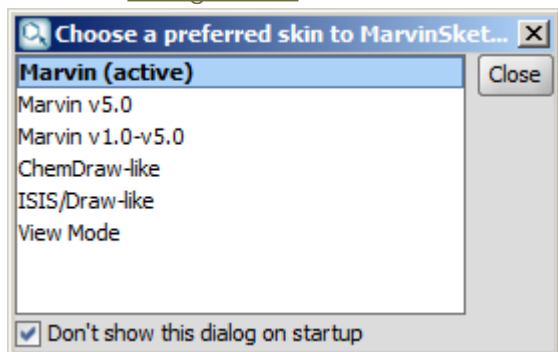 Choose a preferred skin to MarvinSket...
Marvin (active)
Close
Marvin v5.0
Marvin v1.0-v5.0
ChemDraw-like
ISIS/Draw-like
View Mode
Don't show this dialog on startup